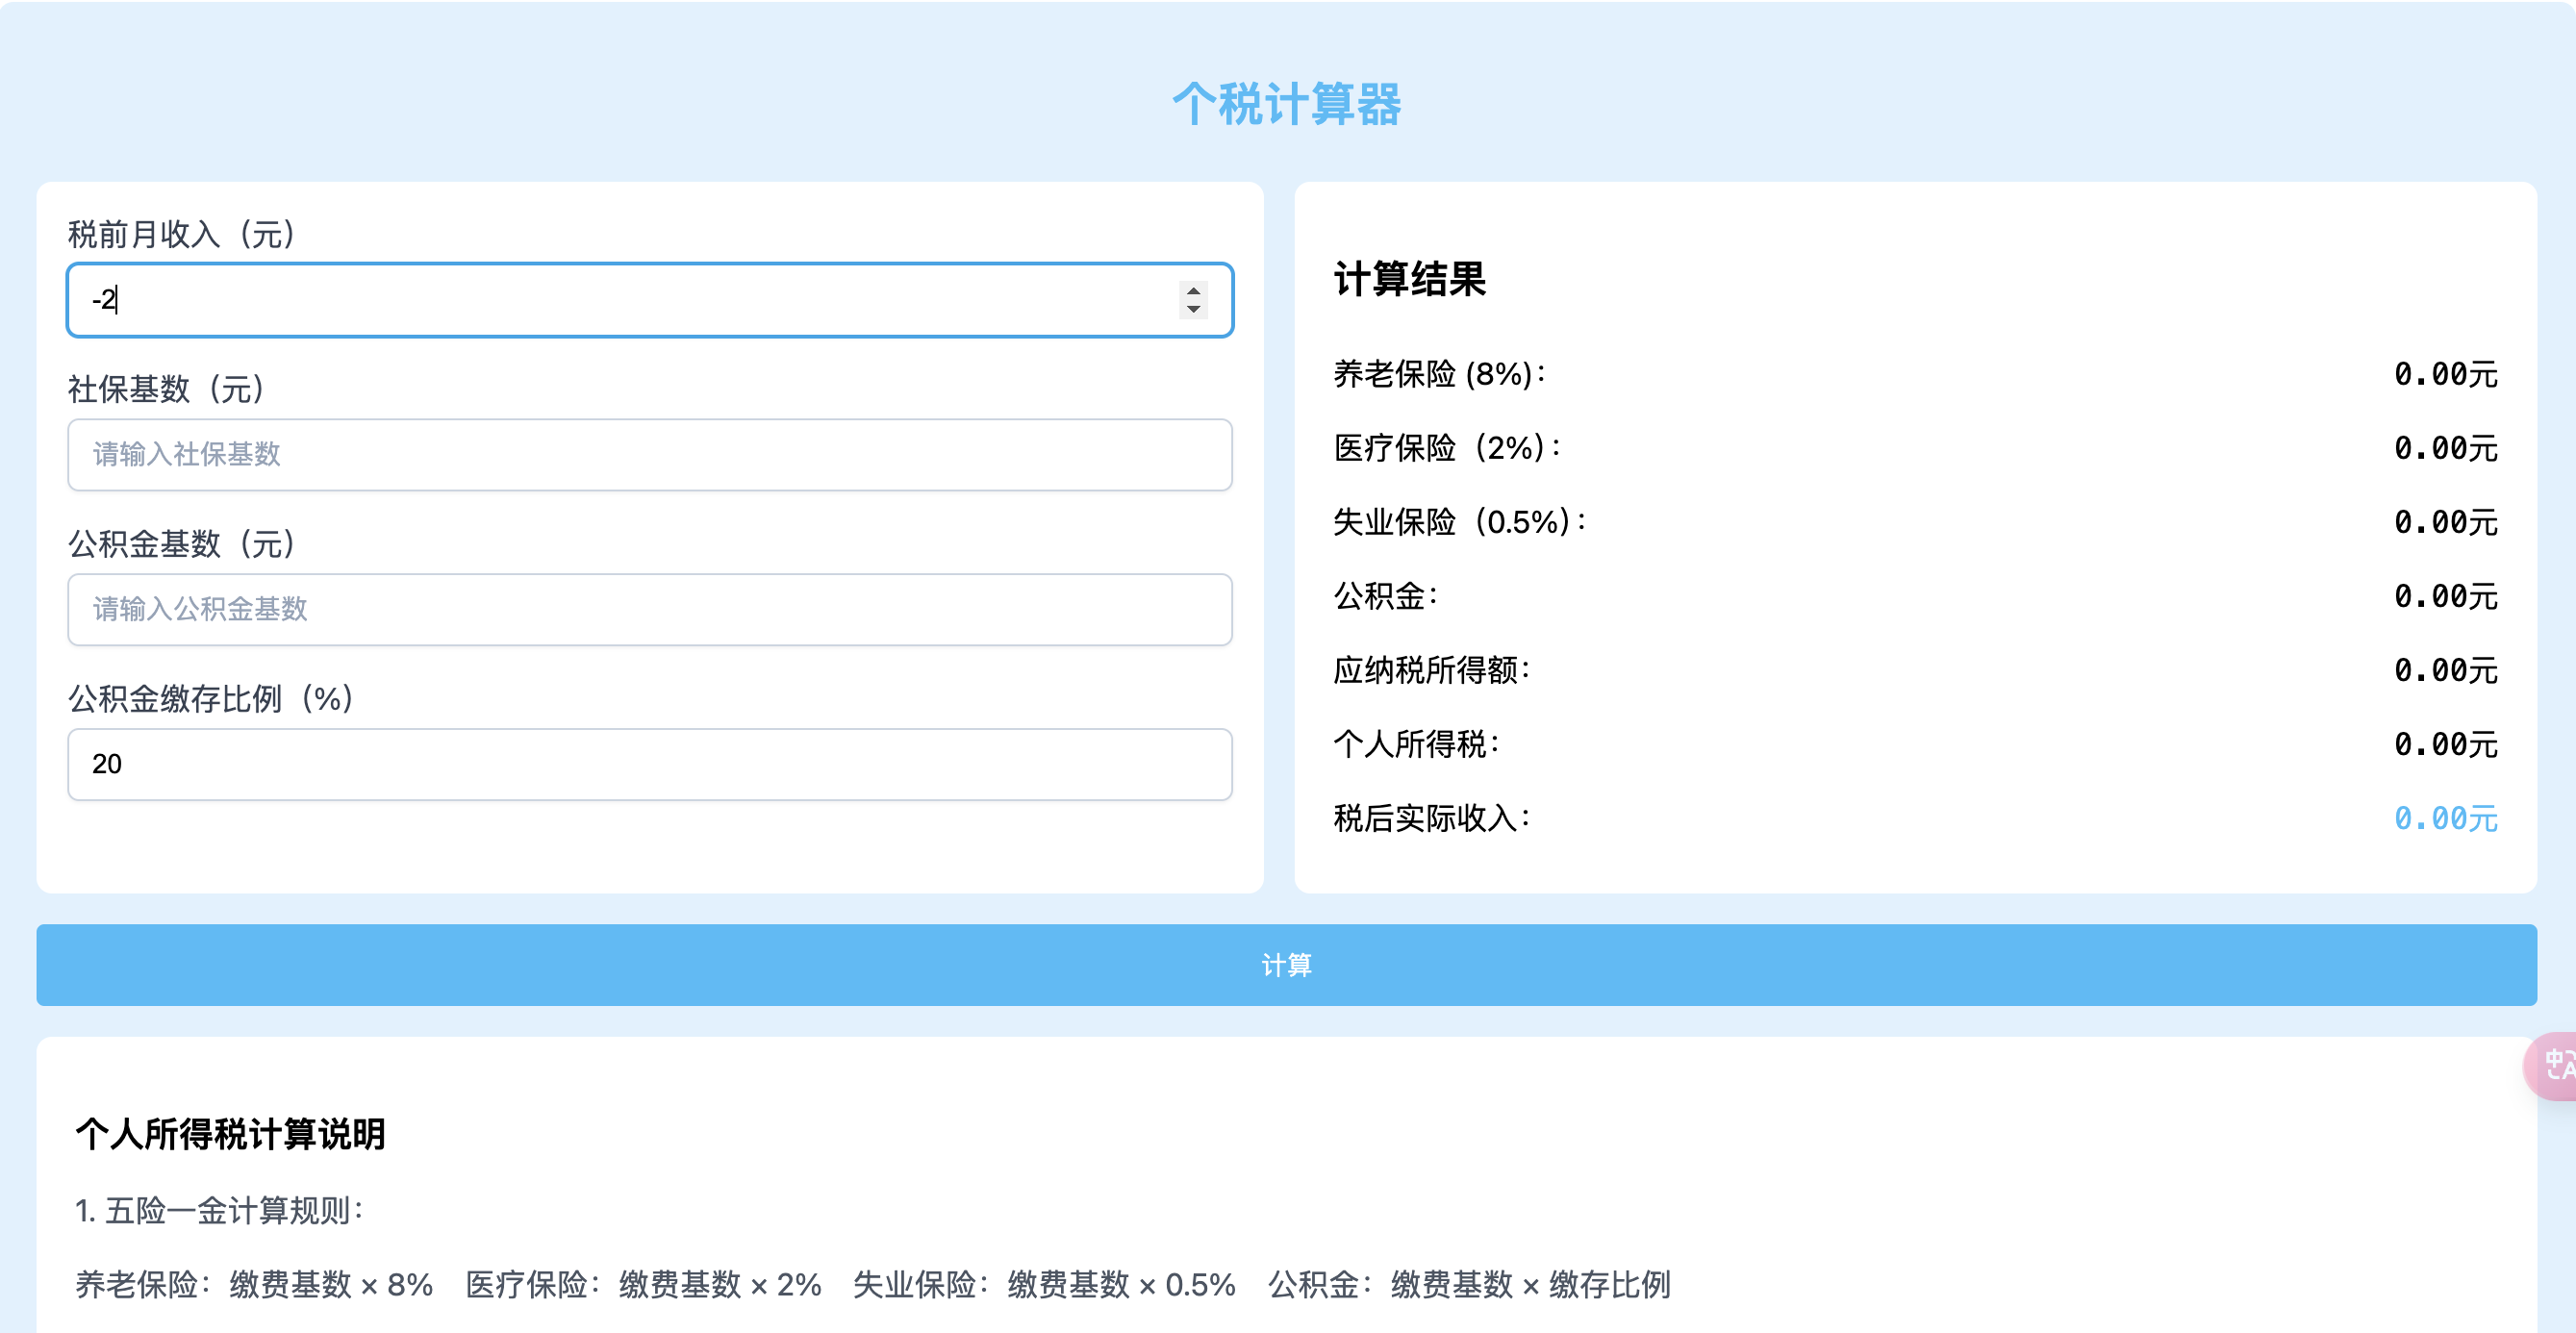 个税计算器
税前月收入（元）
-2
社保基数（元）
请输入社保基数
公积金基数（元）
请输入公积金基数
公积金缴存比例（%）
20
计算结果
养老保险 (8%)： 0.00元
医疗保险（2%）： 0.00元
失业保险（0.5%）： 0.00元
公积金： 0.00元
应纳税所得额： 0.00元
个人所得税： 0.00元
税后实际收入： 0.00元
计算
中A
个人所得税计算说明
1. 五险一金计算规则：
养老保险：缴费基数 × 8% 医疗保险：缴费基数 × 2% 失业保险：缴费基数 × 0.5% 公积金：缴费基数 × 缴存比例